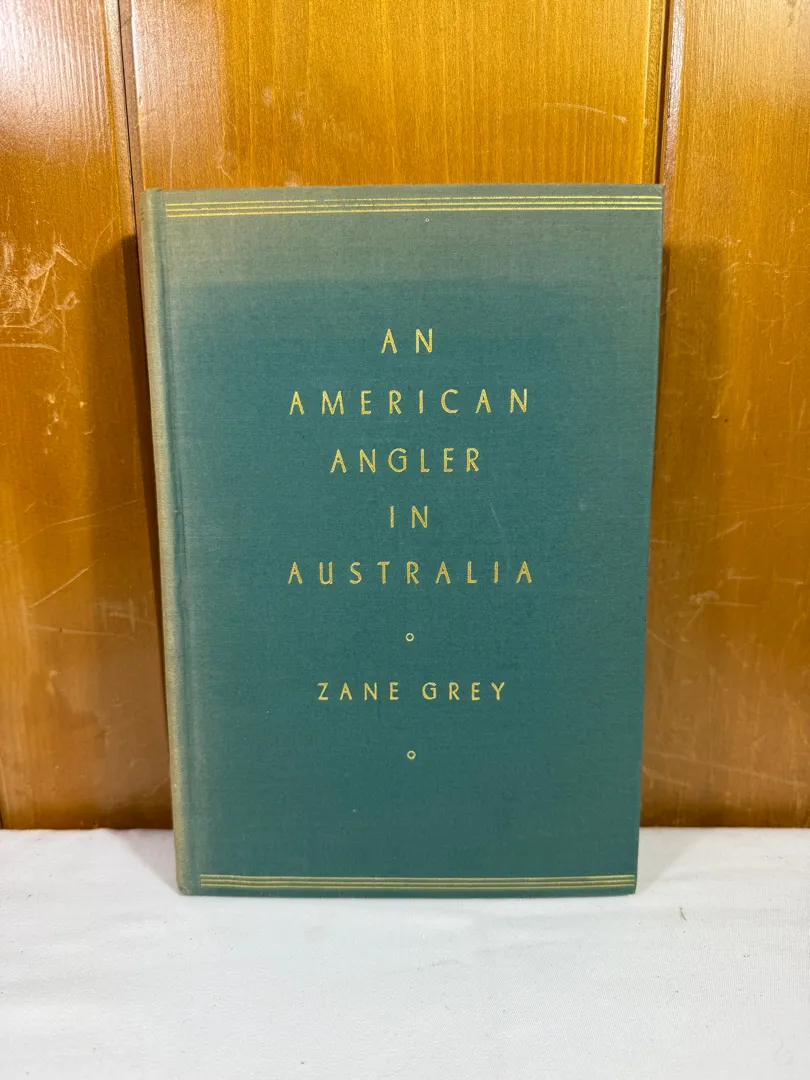 AN
AMERICAN
ANGLER
IN
AUSTRALIA
ZANE GREY